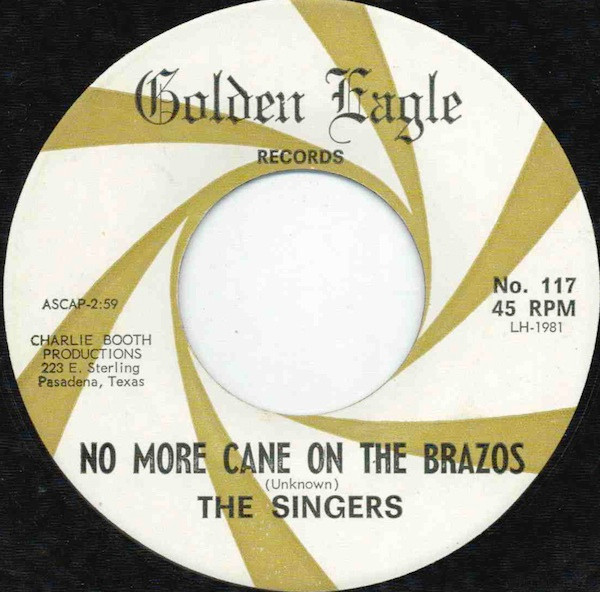 Golden Eagle
RECORDS
No. 117
45 RPM
LH-1981
ASCAP-2:59
CHARLIE BOOTH
PRODUCTIONS
223 E. Sterling
Pasadena, Texas
NO MORE CANE ON THE BRAZOS
(Unknown)
THE SINGERS